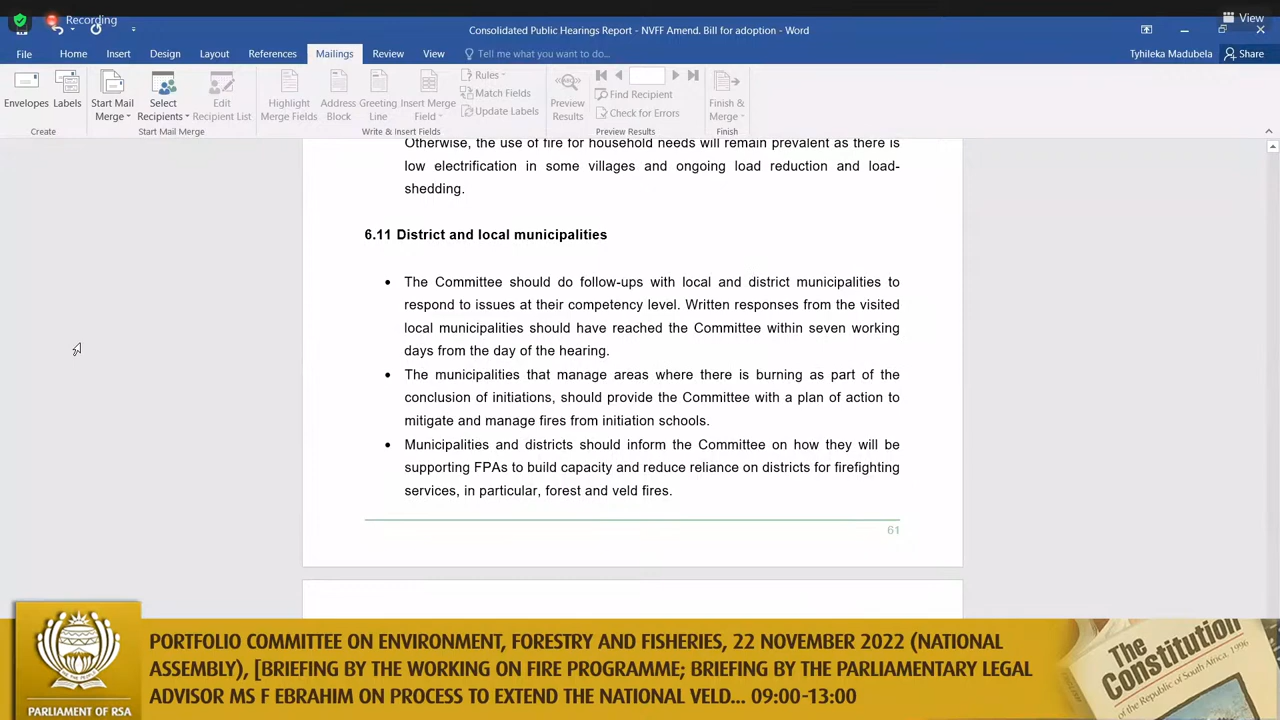 Recording
View
Consolidated Public Hearings Report - NVFF Amend. Bill for adoption - Word
File Home Insert Design Layout References Mailings Review View Tell me what you want to do...
Tyhileka Madubela Share
Envelopes Labels
Start Mail Merge
Select Recipients
Edit Recipient List
Highlight Merge Fields
Address Block
Greeting Line
Insert Merge Field
Rules
Match Fields
Update Labels
Preview Results
Find Recipient
Check for Errors
Finish & Merge
Create Start Mail Merge Write & Insert Fields Preview Results Finish
Otherwise, the use of fire for household needs will remain prevalent as there is
low electrification in some villages and ongoing load reduction and load-
shedding.
6.11 District and local municipalities
• The Committee should do follow-ups with local and district municipalities to
respond to issues at their competency level. Written responses from the visited
local municipalities should have reached the Committee within seven working
days from the day of the hearing.
• The municipalities that manage areas where there is burning as part of the
conclusion of initiations, should provide the Committee with a plan of action to
mitigate and manage fires from initiation schools.
• Municipalities and districts should inform the Committee on how they will be
supporting FPAs to build capacity and reduce reliance on districts for firefighting
services, in particular, forest and veld fires.
61
PORTFOLIO COMMITTEE ON ENVIRONMENT, FORESTRY AND FISHERIES, 22 NOVEMBER 2022 (NATIONAL
ASSEMBLY), [BRIEFING BY THE WORKING ON FIRE PROGRAMME; BRIEFING BY THE PARLIAMENTARY LEGAL
ADVISOR MS F EBRAHIM ON PROCESS TO EXTEND THE NATIONAL VELD... 09:00-13:00
PARLIAMENT OF RSA
The
Constitution
of the Republic of South Africa, 1996